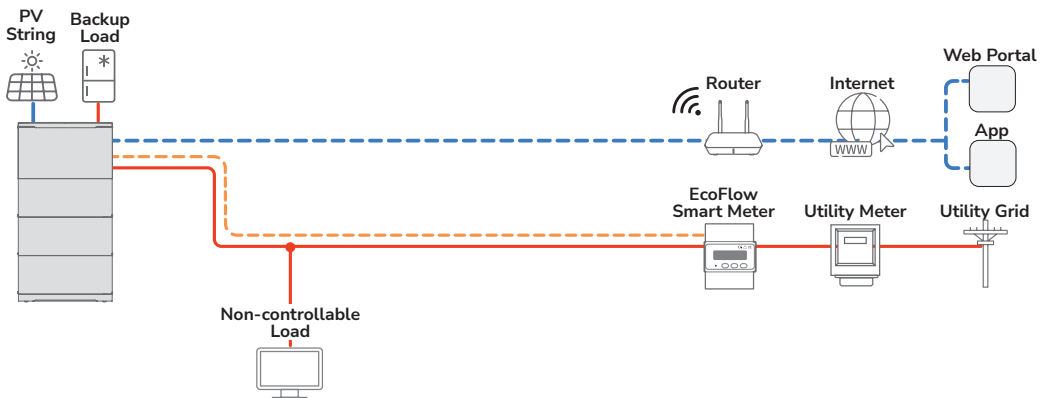 PV
String
Backup
Load
Router
Internet
Web Portal
App
WWW
EcoFlow
Smart Meter
Utility Meter
Utility Grid
Non-controllable
Load